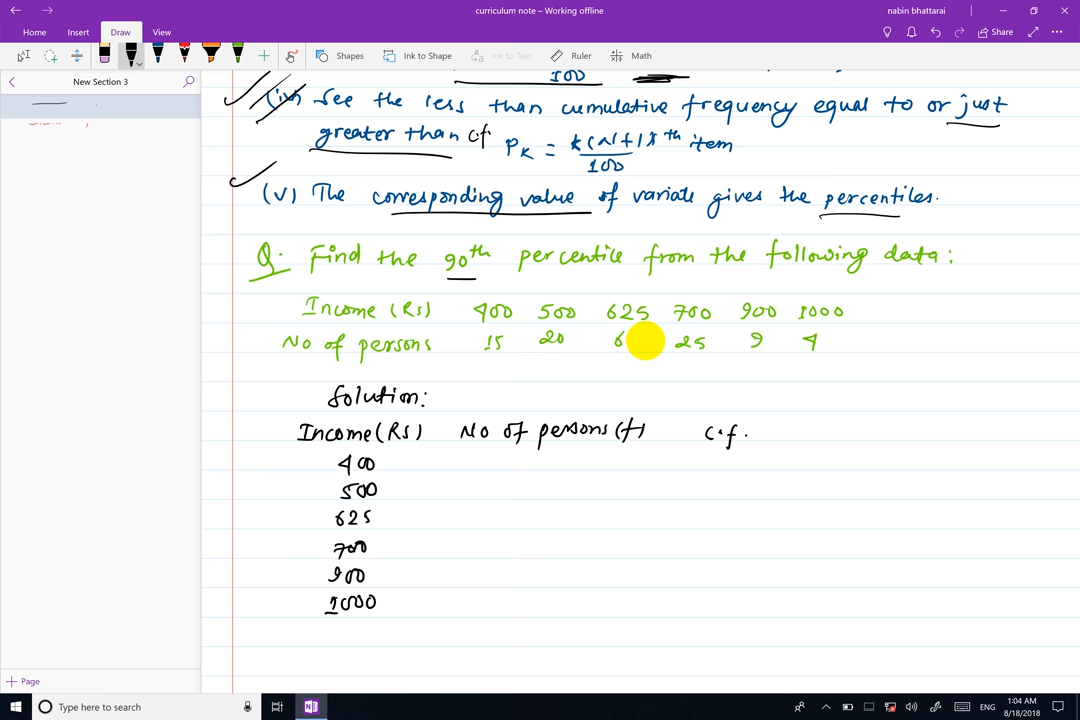 curriculum note – Working offline
nabin bhattarai
Home Insert Draw View
Share
Shapes Ink to Shape Ink to Text Ruler Math
New Section 3
100
(iv) See the less than cumulative frequency equal to or just
greater than cf Pk = k(N+1)th item
100
(v) The corresponding value of variate gives the percentiles.
Q. Find the 90th percentile from the following data:
Income (Rs) 400 500 625 700 900 1000
No of persons 15 20 6 25 9 4
Solution:
Income (Rs) No of persons (f) c.f.
400
500
625
700
900
1000
Page
Type here to search
ENG
1:04 AM
8/18/2018